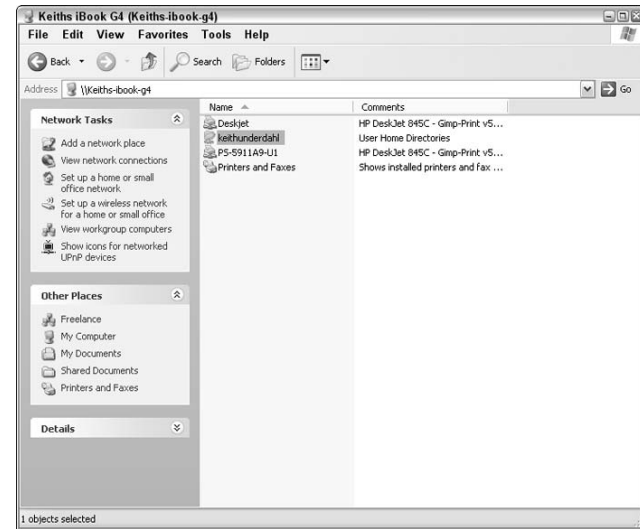 Keiths iBook G4 (Keiths-ibook-g4)
File Edit View Favorites Tools Help
Back Search Folders
Address \\Keiths-ibook-g4 Go
Network Tasks
Add a network place
View network connections
Set up a home or small
office network
Set up a wireless network
for a home or small office
View workgroup computers
Show icons for networked
UPnP devices
Other Places
Freelance
My Computer
My Documents
Shared Documents
Printers and Faxes
Details
Name Comments
Deskjet HP DeskJet 845C - Gimp-Print v5...
keithunderdahl User Home Directories
PS-5911A9-U1 HP DeskJet 845C - Gimp-Print v5...
Printers and Faxes Shows installed printers and fax ...
1 objects selected